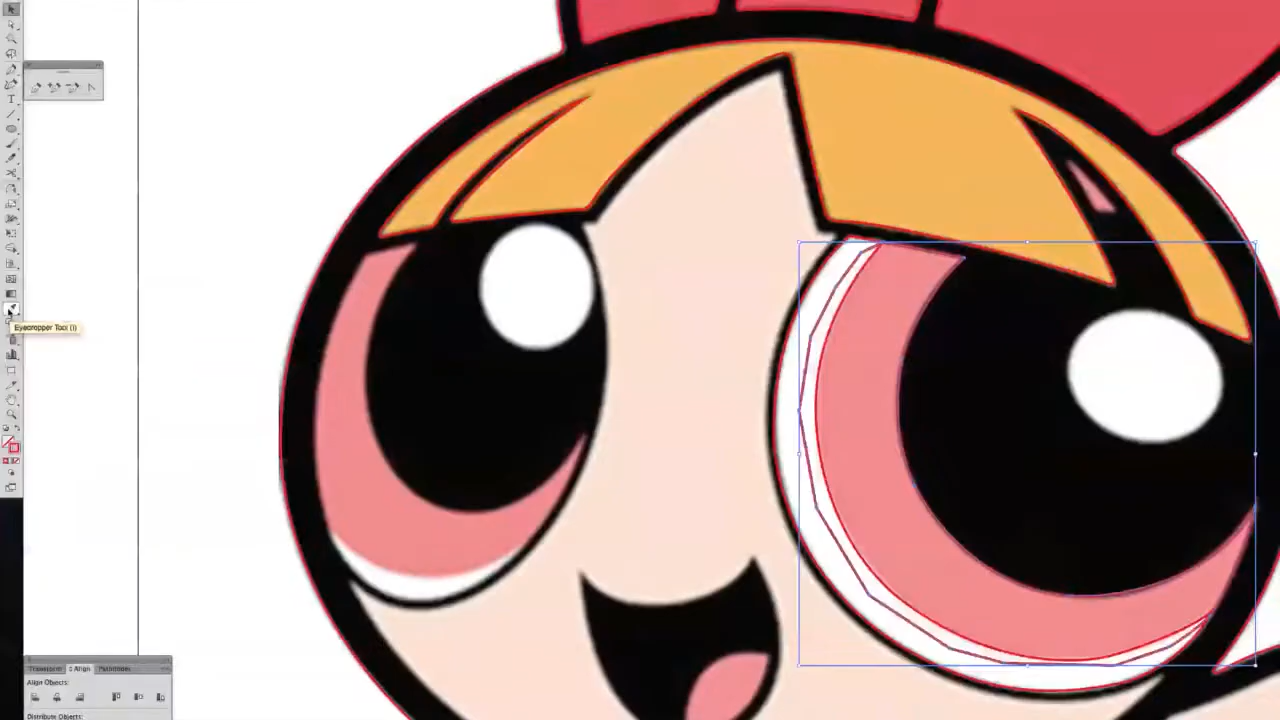 Eyedropper Tool (I)
Transform
Align
Pathfinder
Align Objects:
Distribute Objects: